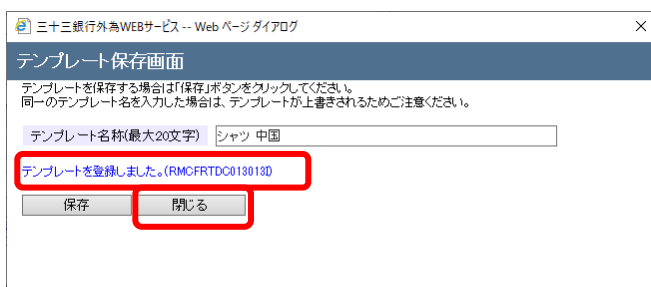 三十三銀行外為WEBサービス -- Web ページ ダイアログ
テンプレート保存画面
テンプレートを保存する場合は「保存」ボタンをクリックしてください。
同一のテンプレート名を入力した場合は、テンプレートが上書きされるためご注意ください。
テンプレート名称(最大20文字) シャツ 中国
テンプレートを登録しました。(RMCFRTDC013013I)
保存 閉じる